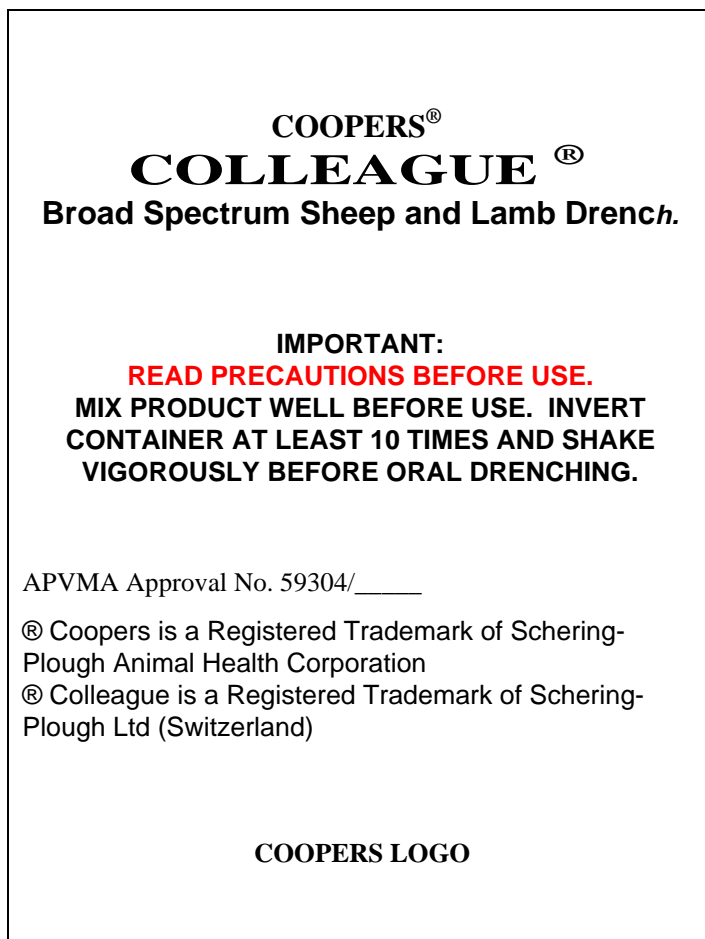 COOPERS®
COLLEAGUE ®
Broad Spectrum Sheep and Lamb Drench.
IMPORTANT:
READ PRECAUTIONS BEFORE USE.
MIX PRODUCT WELL BEFORE USE. INVERT
CONTAINER AT LEAST 10 TIMES AND SHAKE
VIGOROUSLY BEFORE ORAL DRENCHING.
APVMA Approval No. 59304/_____
® Coopers is a Registered Trademark of Schering-
Plough Animal Health Corporation
® Colleague is a Registered Trademark of Schering-
Plough Ltd (Switzerland)
COOPERS LOGO